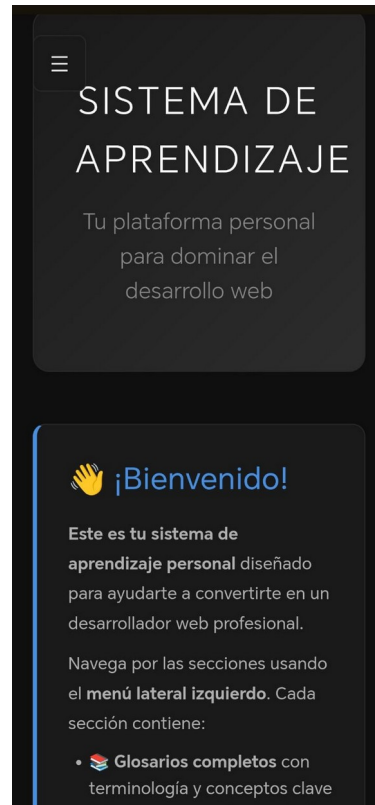 ☰
SISTEMA DE
APRENDIZAJE
Tu plataforma personal
para dominar el
desarrollo web
👋 ¡Bienvenido!
Este es tu sistema de
aprendizaje personal diseñado
para ayudarte a convertirte en un
desarrollador web profesional.
Navega por las secciones usando
el menú lateral izquierdo. Cada
sección contiene:
• 📚 Glosarios completos con
terminología y conceptos clave